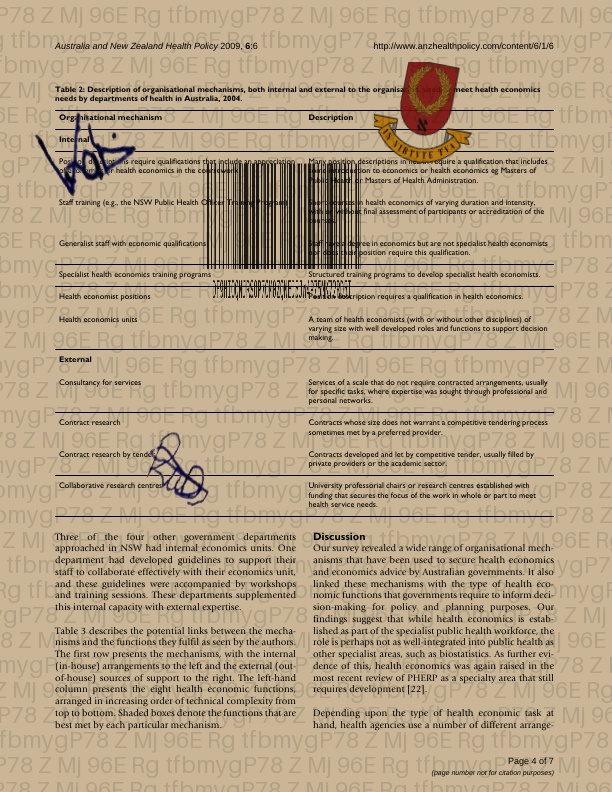 Australia and New Zealand Health Policy 2009, 6:6
http://www.anzhealthpolicy.com/content/6/1/6
Table 2: Description of organisational mechanisms, both internal and external to the meet health economics
needs by departments of health in Australia, 2004.
Organisational mechanism
Description
Internal
require qualifications that include an appreciation
health economics in the coursework
Many position descriptions in require a qualification that includes
introduction to economics or health economics eg Masters of
Public Health or Masters of Health Administration.
Staff training (e.g., the NSW Public Health Officer Training Program)
Short courses in health economics of varying duration and intensity,
with or without final assessment of participants or accreditation of the
course.
Generalist staff with economic qualifications
Staff have a degree in economics but are not specialist health economists
nor does their position require this qualification.
Specialist health economics training programs
Structured training programs to develop specialist health economists.
Health economist positions
Position description requires a qualification in health economics.
Health economics units
A team of health economists (with or without other disciplines) of
varying size with well developed roles and functions to support decision
making.
External
Consultancy for services
Services of a scale that do not require contracted arrangements, usually
for specific tasks, where expertise was sought through professional and
personal networks.
Contract research
Contracts whose size does not warrant a competitive tendering process
sometimes met by a preferred provider.
Contract research by tender
Contracts developed and let by competitive tender, usually filled by
private providers or the academic sector.
Collaborative research centres
University professorial chairs or research centres established with
funding that secures the focus of the work in whole or part to meet
health service needs.
Three of the four other government departments
approached in NSW had internal economics units. One
department had developed guidelines to support their
staff to collaborate effectively with their economics unit,
and these guidelines were accompanied by workshops
and training sessions. These departments supplemented
this internal capacity with external expertise.
Table 3 describes the potential links between the mecha-
nisms and the functions they fulfil as seen by the authors.
The first row presents the mechanisms, with the internal
(in-house) arrangements to the left and the external (out-
of-house) sources of support to the right. The left-hand
column presents the eight health economic functions,
arranged in increasing order of technical complexity from
top to bottom. Shaded boxes denote the functions that are
best met by each particular mechanism.
Discussion
Our survey revealed a wide range of organisational mech-
anisms that have been used to secure health economics
and economics advice by Australian governments. It also
linked these mechanisms with the type of health eco-
nomic functions that governments require to inform deci-
sion-making for policy and planning purposes. Our
findings suggest that while health economics is estab-
lished as part of the specialist public health workforce, the
role is perhaps not as well-integrated into public health as
other specialist areas, such as biostatistics. As further evi-
dence of this, health economics was again raised in the
most recent review of PHERP as a specialty area that still
requires development [22].
Depending upon the type of health economic task at
hand, health agencies use a number of different arrange-
Page 4 of 7
(page number not for citation purposes)